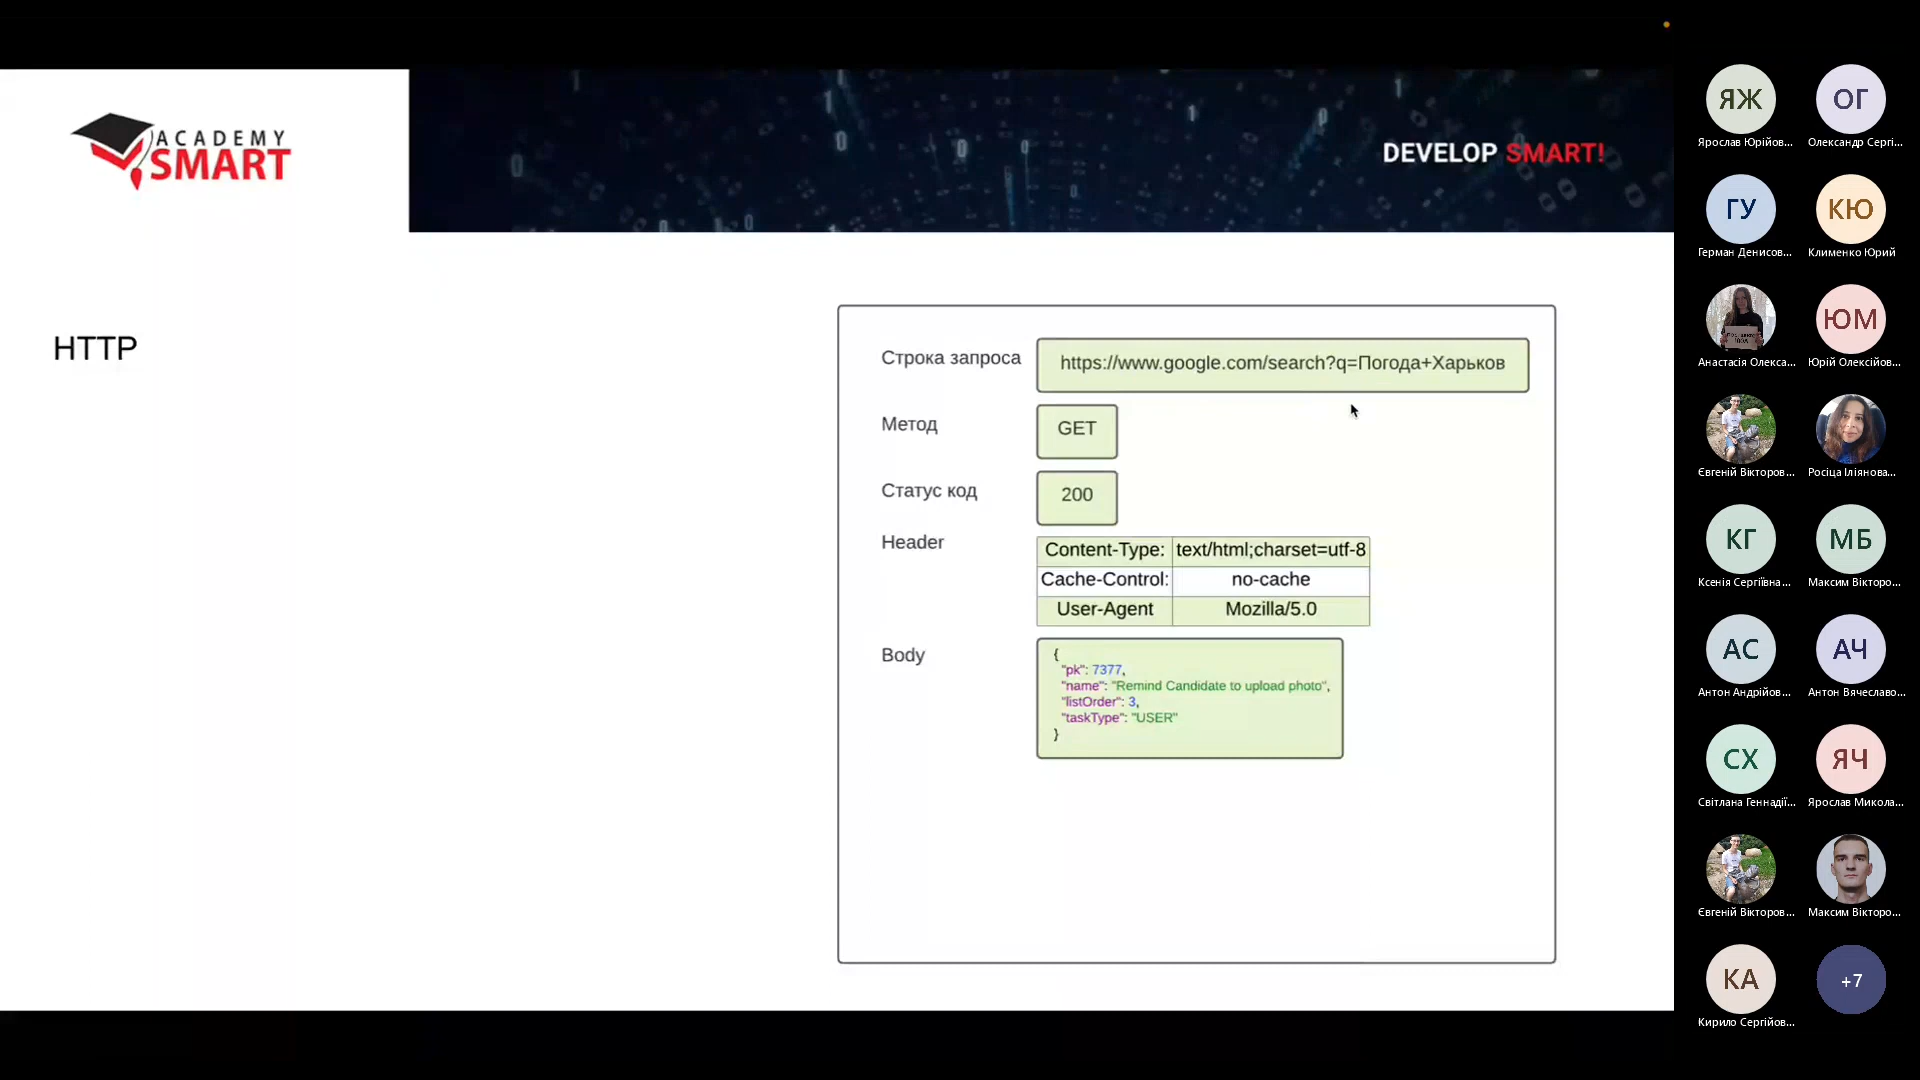 ACADEMY
SMART
DEVELOP SMART!
HTTP
Строка запроса
https://www.google.com/search?q=Погода+Харьков
Метод
GET
Статус код
200
Header
Content-Type: text/html;charset=utf-8
Cache-Control: no-cache
User-Agent Mozilla/5.0
Body
{
"pk": 7377,
"name": "Remind Candidate to upload photo",
"listOrder": 3,
"taskType": "USER"
}
ЯЖ ОГ
Ярослав Юрійов... Олександр Сергі...
ГУ КЮ
Герман Денисов... Клименко Юрий
ЮМ
Анастасія Олекса... Юрій Олексійов...
Євгеній Вікторов... Росіца Іліянова...
КГ МБ
Ксенія Сергіївна... Максим Вікторо...
АС АЧ
Антон Андрійов... Антон Вячеславо...
СХ ЯЧ
Світлана Геннадії... Ярослав Микола...
Євгеній Вікторов... Максим Вікторо...
КА +7
Кирило Сергійов...